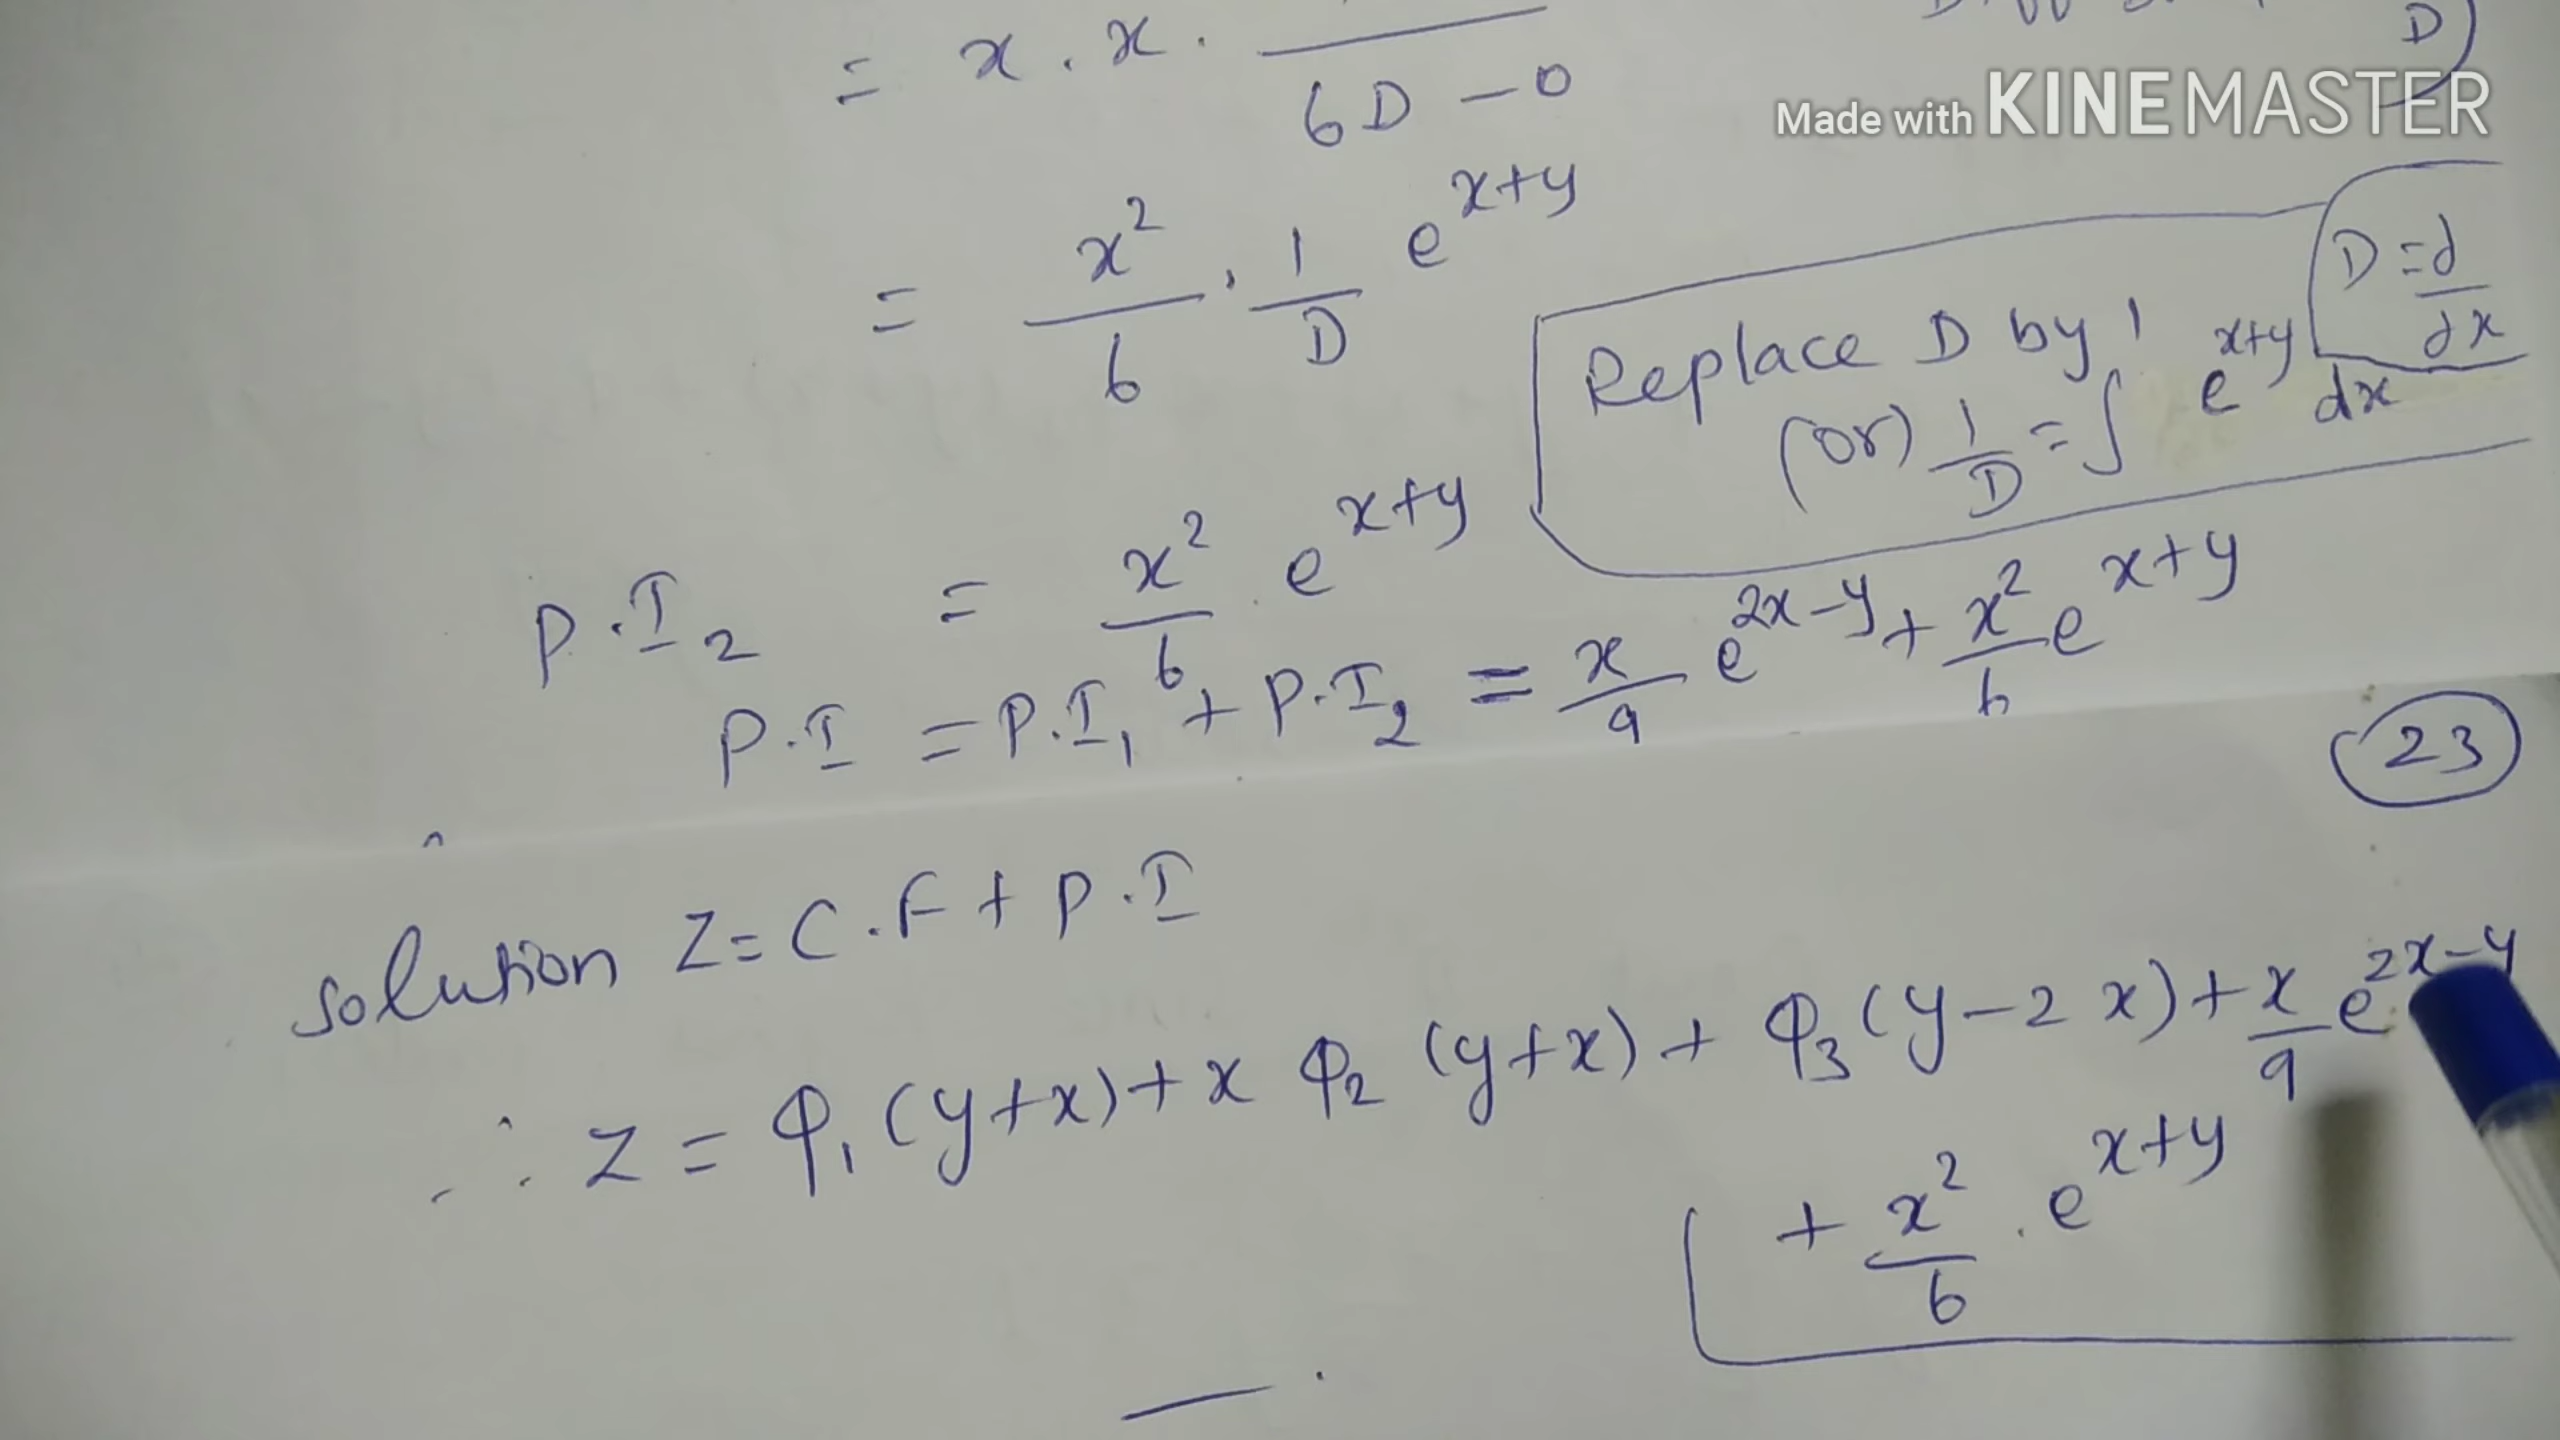 = x . x . ——— 6D - 0
D)
Made with KINEMASTER
= x²/6 . 1/D e^(x+y)
D = d/dx
Replace D by 1
(or) 1/D = ∫ e^(x+y) dx
P.I₂ = x²/6 . e^(x+y)
P.I = P.I₁ + P.I₂ = x/9 e^(2x-y) + x²/6 e^(x+y)
23
solution Z = C.F + P.I
∴ Z = φ₁(y+x) + x φ₂(y+x) + φ₃(y-2x) + x/9 e^(2x-y)
+ x²/6 . e^(x+y)